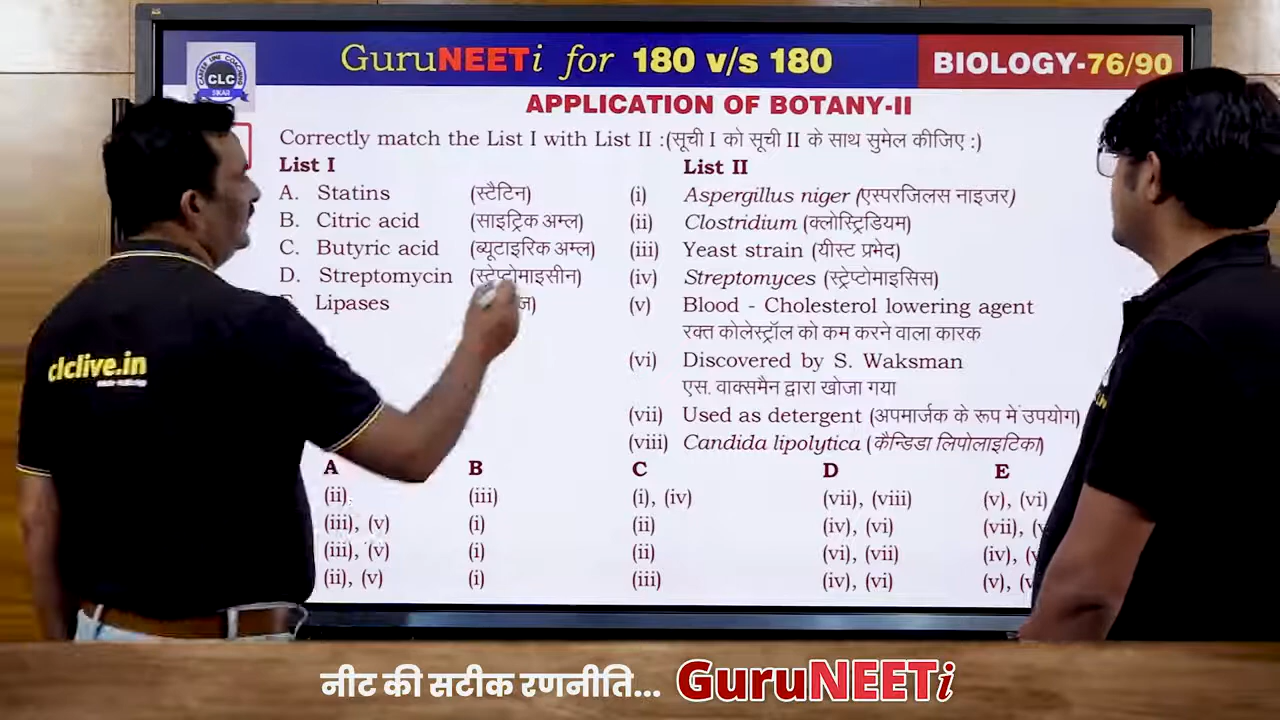 GuruNEETi for 180 v/s 180
BIOLOGY-76/90
CLC
SIKAR
APPLICATION OF BOTANY-II
Correctly match the List I with List II :(सूची I को सूची II के साथ सुमेल कीजिए :)
List I List II
A. Statins (स्टैटिन) (i) Aspergillus niger (एस्परजिलस नाइजर)
B. Citric acid (साइट्रिक अम्ल) (ii) Clostridium (क्लोस्ट्रिडियम)
C. Butyric acid (ब्यूटाइरिक अम्ल) (iii) Yeast strain (यीस्ट प्रभेद)
D. Streptomycin (स्टेप्टोमाइसीन) (iv) Streptomyces (स्ट्रेप्टोमाइसिस)
Lipases (v) Blood - Cholesterol lowering agent
रक्त कोलेस्ट्रॉल को कम करने वाला कारक
(vi) Discovered by S. Waksman
एस. वाक्समैन द्वारा खोजा गया
(vii) Used as detergent (अपमार्जक के रूप में उपयोग)
(viii) Candida lipolytica (कैन्डिडा लिपोलाइटिका)
A B C D E
(ii) (iii) (i), (iv) (vii), (viii) (v), (vi)
(iii), (v) (i) (ii) (iv), (vi) (vii),
(iii), (v) (i) (ii) (vi), (vii) (iv),
(ii), (v) (i) (iii) (iv), (vi) (v),
clclive.in
नीट की सटीक रणनीति... GuruNEETi